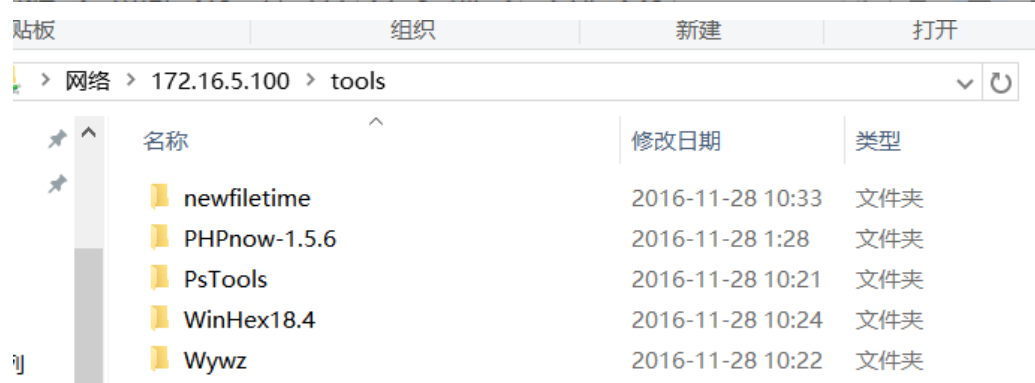 贴板 组织 新建 打开
网络 > 172.16.5.100 > tools
名称 修改日期 类型
newfiletime 2016-11-28 10:33 文件夹
PHPnow-1.5.6 2016-11-28 1:28 文件夹
PsTools 2016-11-28 10:21 文件夹
WinHex18.4 2016-11-28 10:24 文件夹
Wywz 2016-11-28 10:22 文件夹